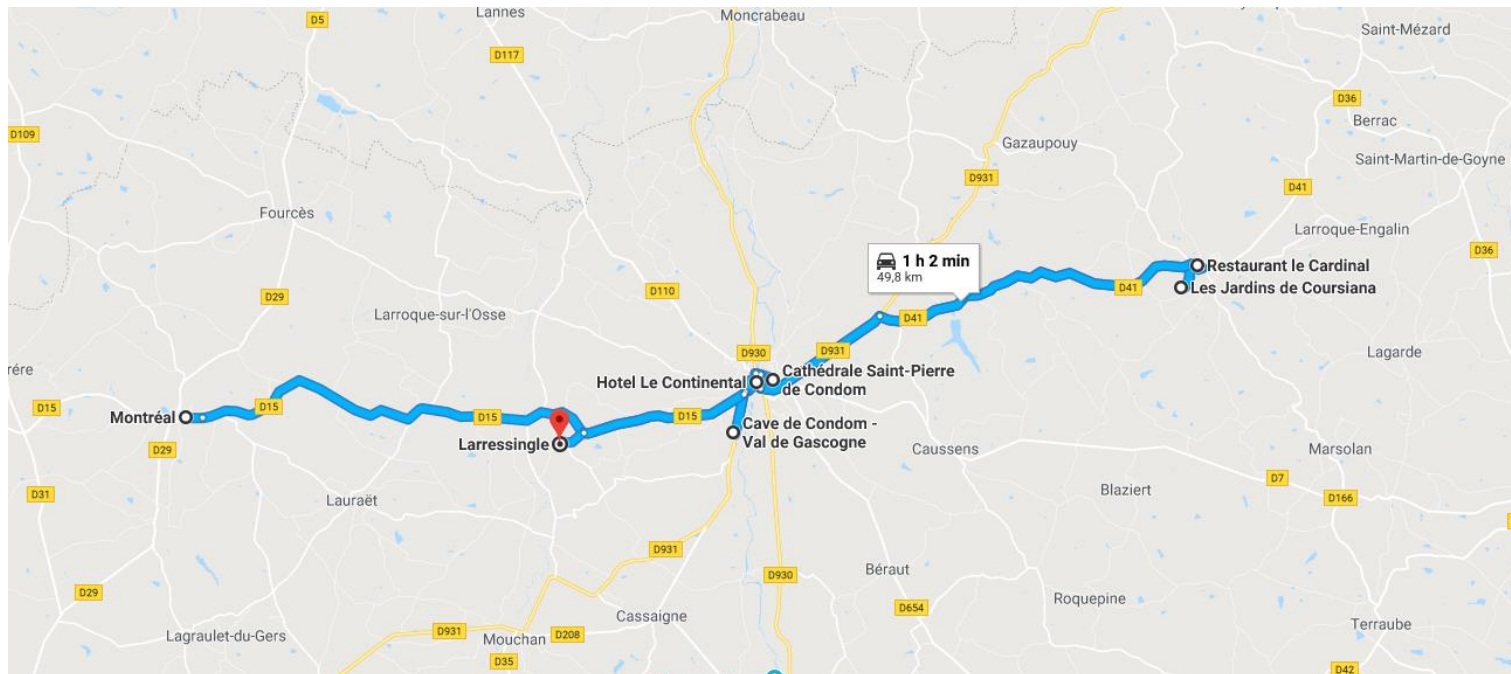 Lannes
Moncrabeau
D5
Saint-Mézard
D117
D36
Berrac
D109
Gazaupouy
Saint-Martin-de-Goyne
D931
D41
Fourcès
Larroque-Engalin
D36
1 h 2 min
49,8 km
Restaurant le Cardinal
Les Jardins de Coursiana
D41
D29
D110
Larroque-sur-l'Osse
D41
D930
D931
Lagarde
rére
Hotel Le Continental
Cathédrale Saint-Pierre
de Condom
D15
D15
D15
D15
Montréal
Larressingle
Cave de Condom -
Val de Gascogne
D29
Caussens
Marsolan
D7
D31
Lauraët
Blaziert
D166
D931
Béraut
D930
D29
Roquepine
D654
Cassaigne
Terraube
Lagraulet-du-Gers
D931
Mouchan
D208
D35
D42